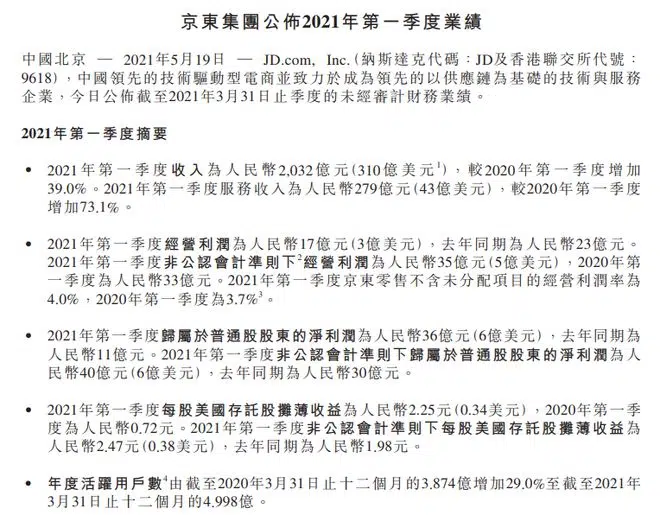 京東集團公佈2021年第一季度業績
中國北京 — 2021年5月19日 — JD.com, Inc.(納斯達克代碼：JD及香港聯交所代號：
9618)，中國領先的技術驅動型電商並致力於成為領先的以供應鏈為基礎的技術與服務
企業，今日公佈截至2021年3月31日止季度的未經審計財務業績。
2021年第一季度摘要
• 2021年第一季度收入為人民幣2,032億元(310億美元1)，較2020年第一季度增加
39.0%。2021年第一季度服務收入為人民幣279億元(43億美元)，較2020年第一季度
增加73.1%。
• 2021年第一季度經營利潤為人民幣17億元(3億美元)，去年同期為人民幣23億元。
2021年第一季度非公認會計準則下2經營利潤為人民幣35億元(5億美元)，2020年第
一季度為人民幣33億元。2021年第一季度京東零售不含未分配項目的經營利潤率為
4.0%，2020年第一季度為3.7%3。
• 2021年第一季度歸屬於普通股股東的淨利潤為人民幣36億元(6億美元)，去年同期為
人民幣11億元。2021年第一季度非公認會計準則下歸屬於普通股股東的淨利潤為人
民幣40億元(6億美元)，去年同期為人民幣30億元。
• 2021年第一季度每股美國存託股攤薄收益為人民幣2.25元(0.34美元)，2020年第一季
度為人民幣0.72元。2021年第一季度非公認會計準則下每股美國存託股攤薄收益為
人民幣2.47元(0.38美元)，去年同期為人民幣1.98元。
• 年度活躍用戶數4由截至2020年3月31日止十二個月的3.874億增加29.0%至截至2021年
3月31日止十二個月的4.998億。